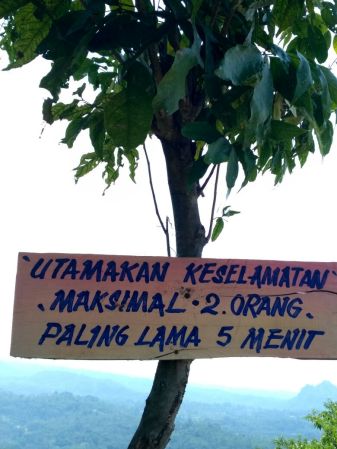 `UTAMAKAN KESELAMATAN`
. MAKSIMAL . 2. ORANG.
PALING LAMA 5 MENIT